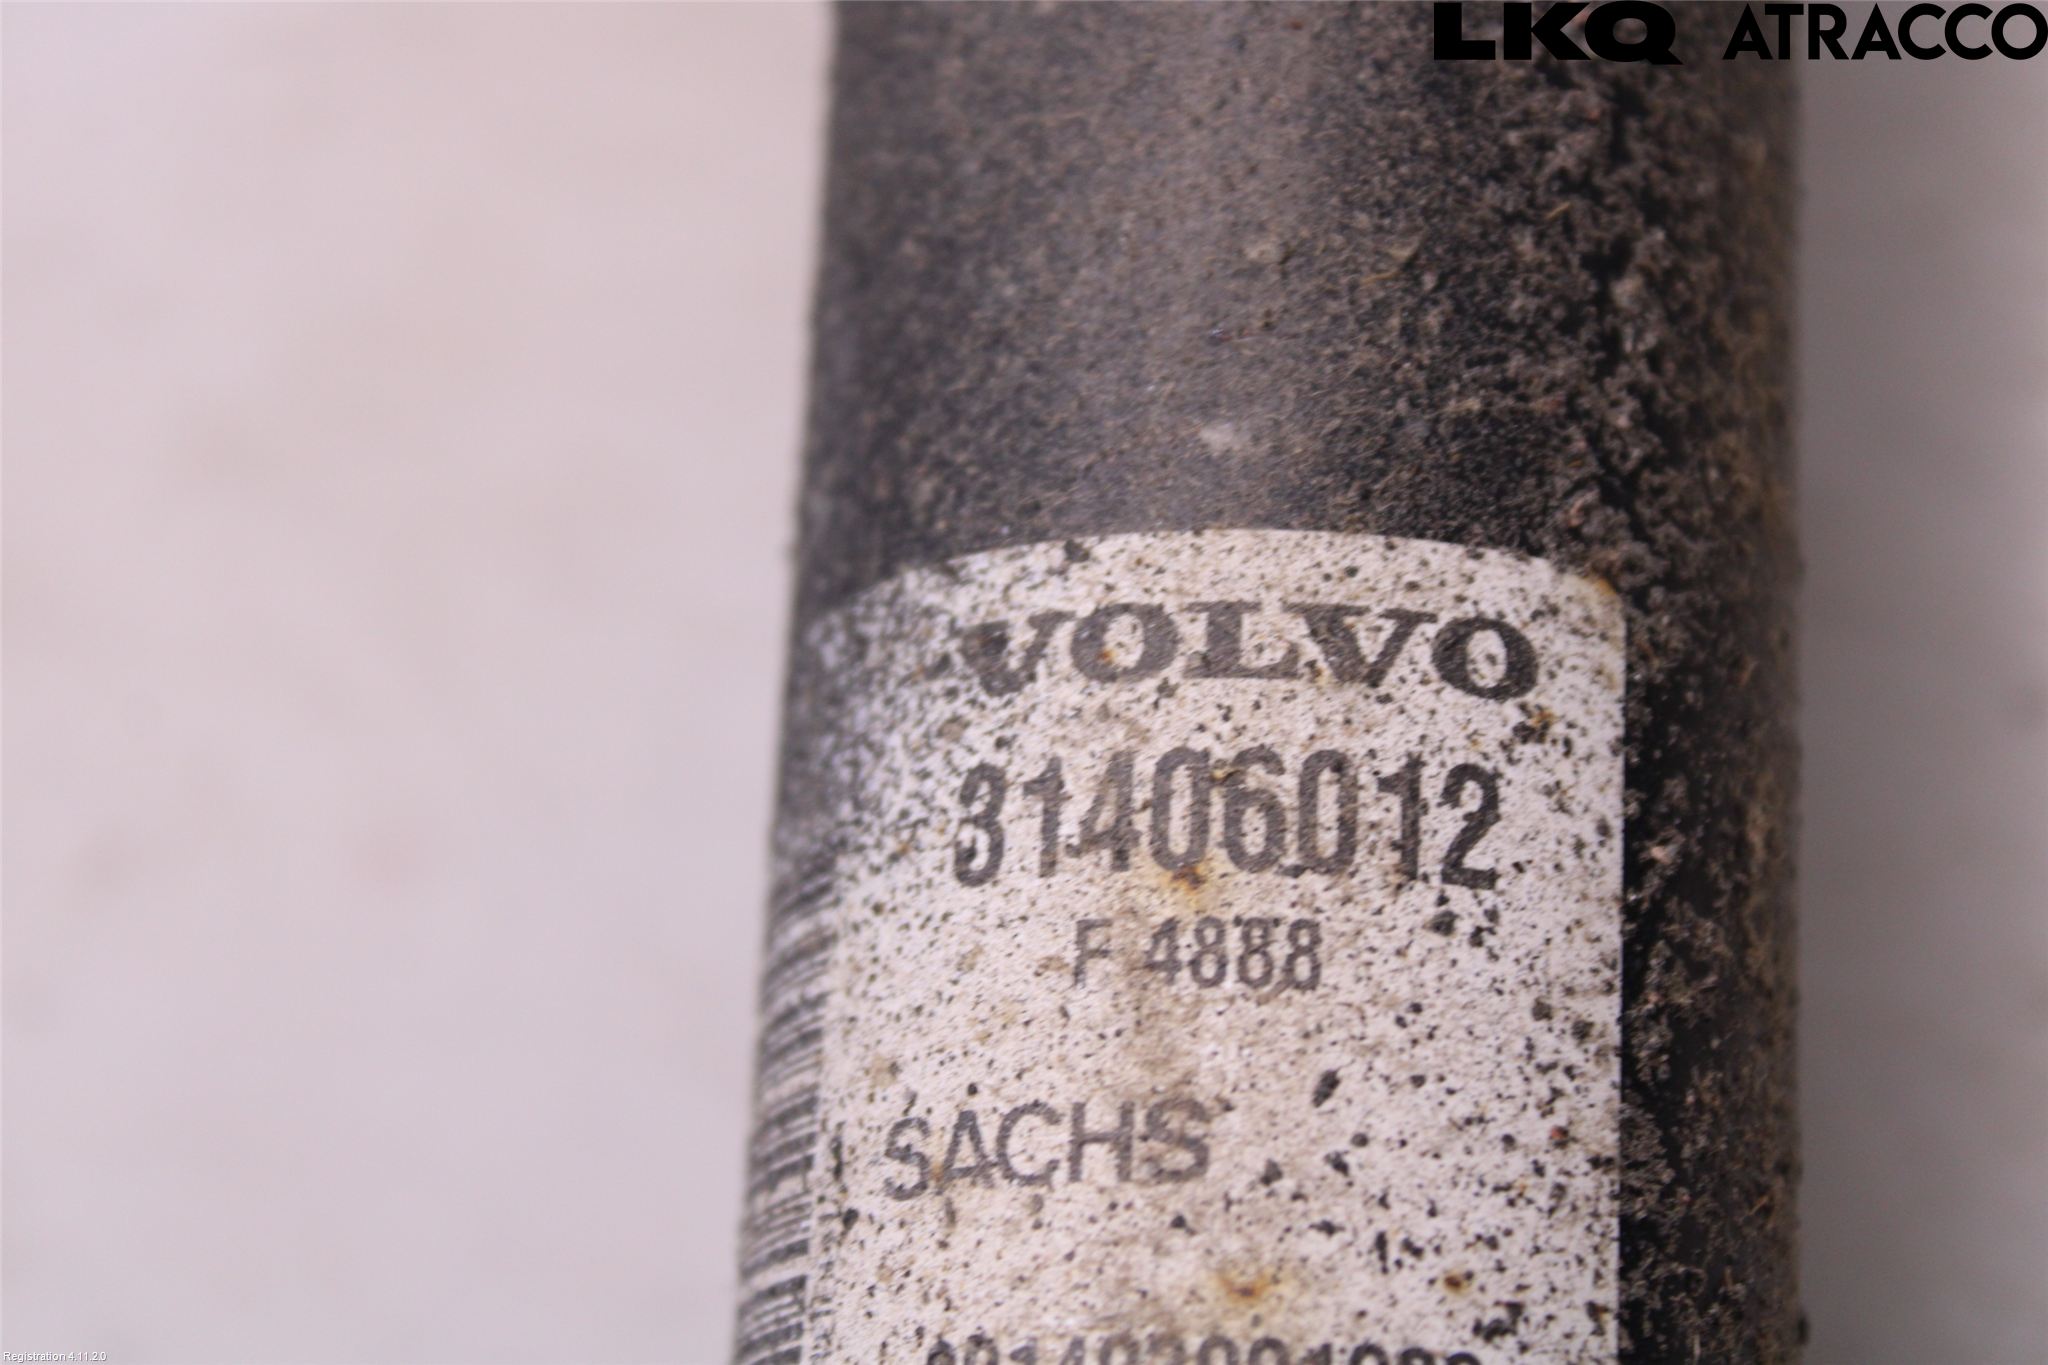 LKQ ATRACCO
VOLVO
31406012
F 4888
SACHS
Registration 4.11.2.0